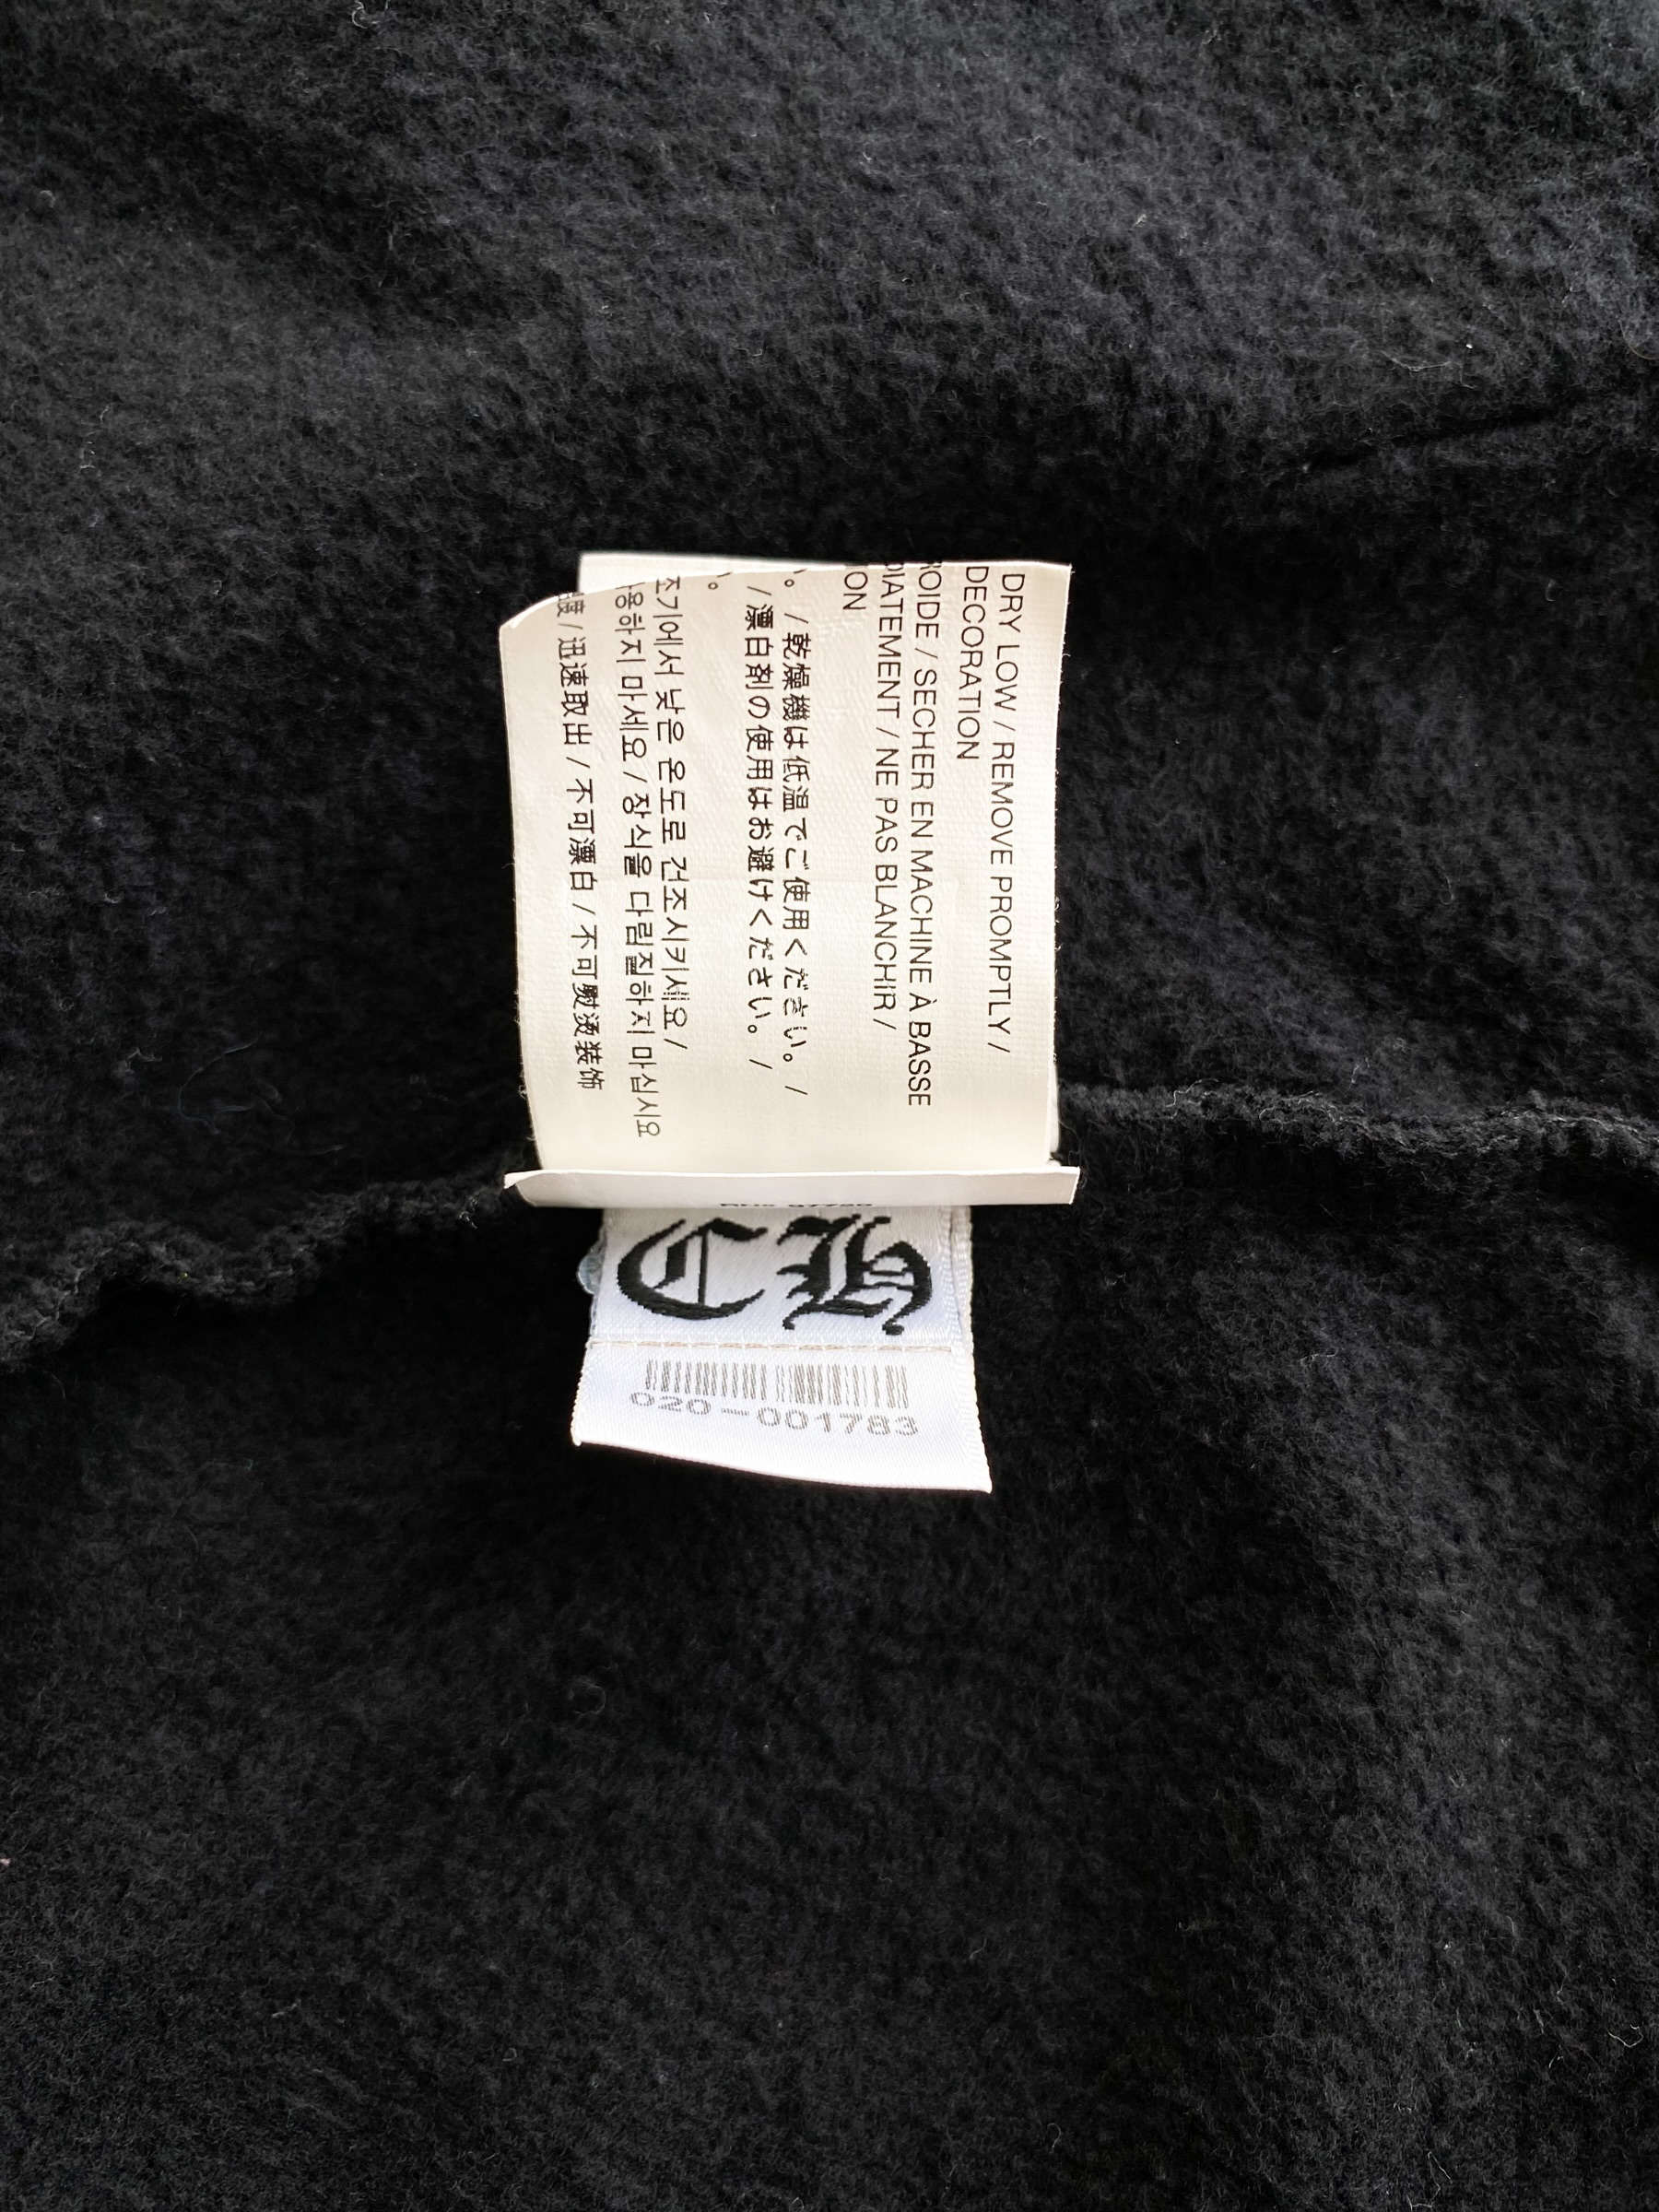 DRY LOW / REMOVE PROMPTLY /
DECORATION
ROIDE / SECHER EN MACHINE À BASSE
DIATEMENT / NE PAS BLANCHIR /
ON
。 / 乾燥機は低温でご使用ください。 /
/ 漂白剤の使用はお避けください。 /
。
조기에서 낮은 온도로 건조시키세요 /
용하지 마세요 / 장식을 다림질하지 마십시요
度 / 迅速取出 / 不可漂白 / 不可熨烫装饰
CH
020-001783